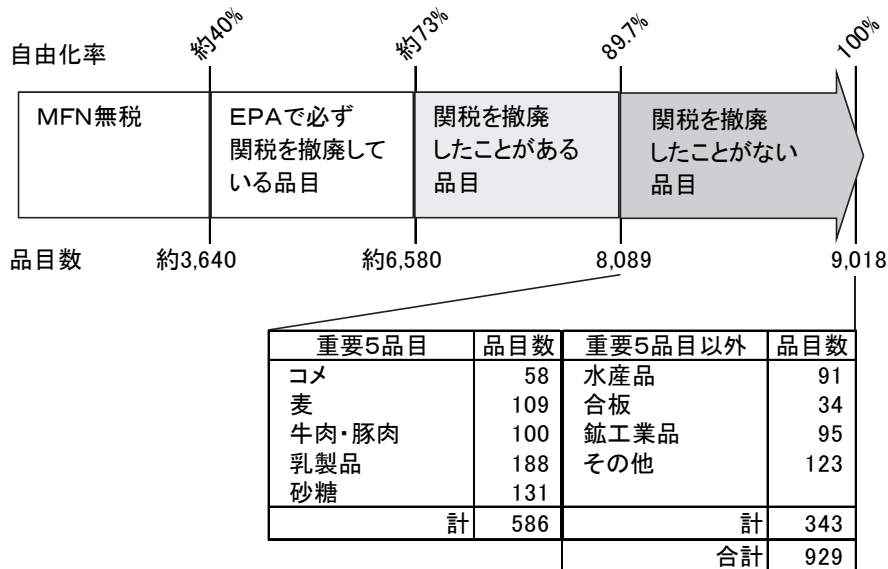 自由化率 約40% 約73% 89.7% 100%
MFN無税
EPAで必ず
関税を撤廃して
いる品目
関税を撤廃
したことがある
品目
関税を撤廃
したことがない
品目
品目数 約3,640 約6,580 8,089 9,018
重要5品目 品目数 重要5品目以外 品目数
コメ 58 水産品 91
麦 109 合板 34
牛肉・豚肉 100 鉱工業品 95
乳製品 188 その他 123
砂糖 131
計 586 計 343
合計 929